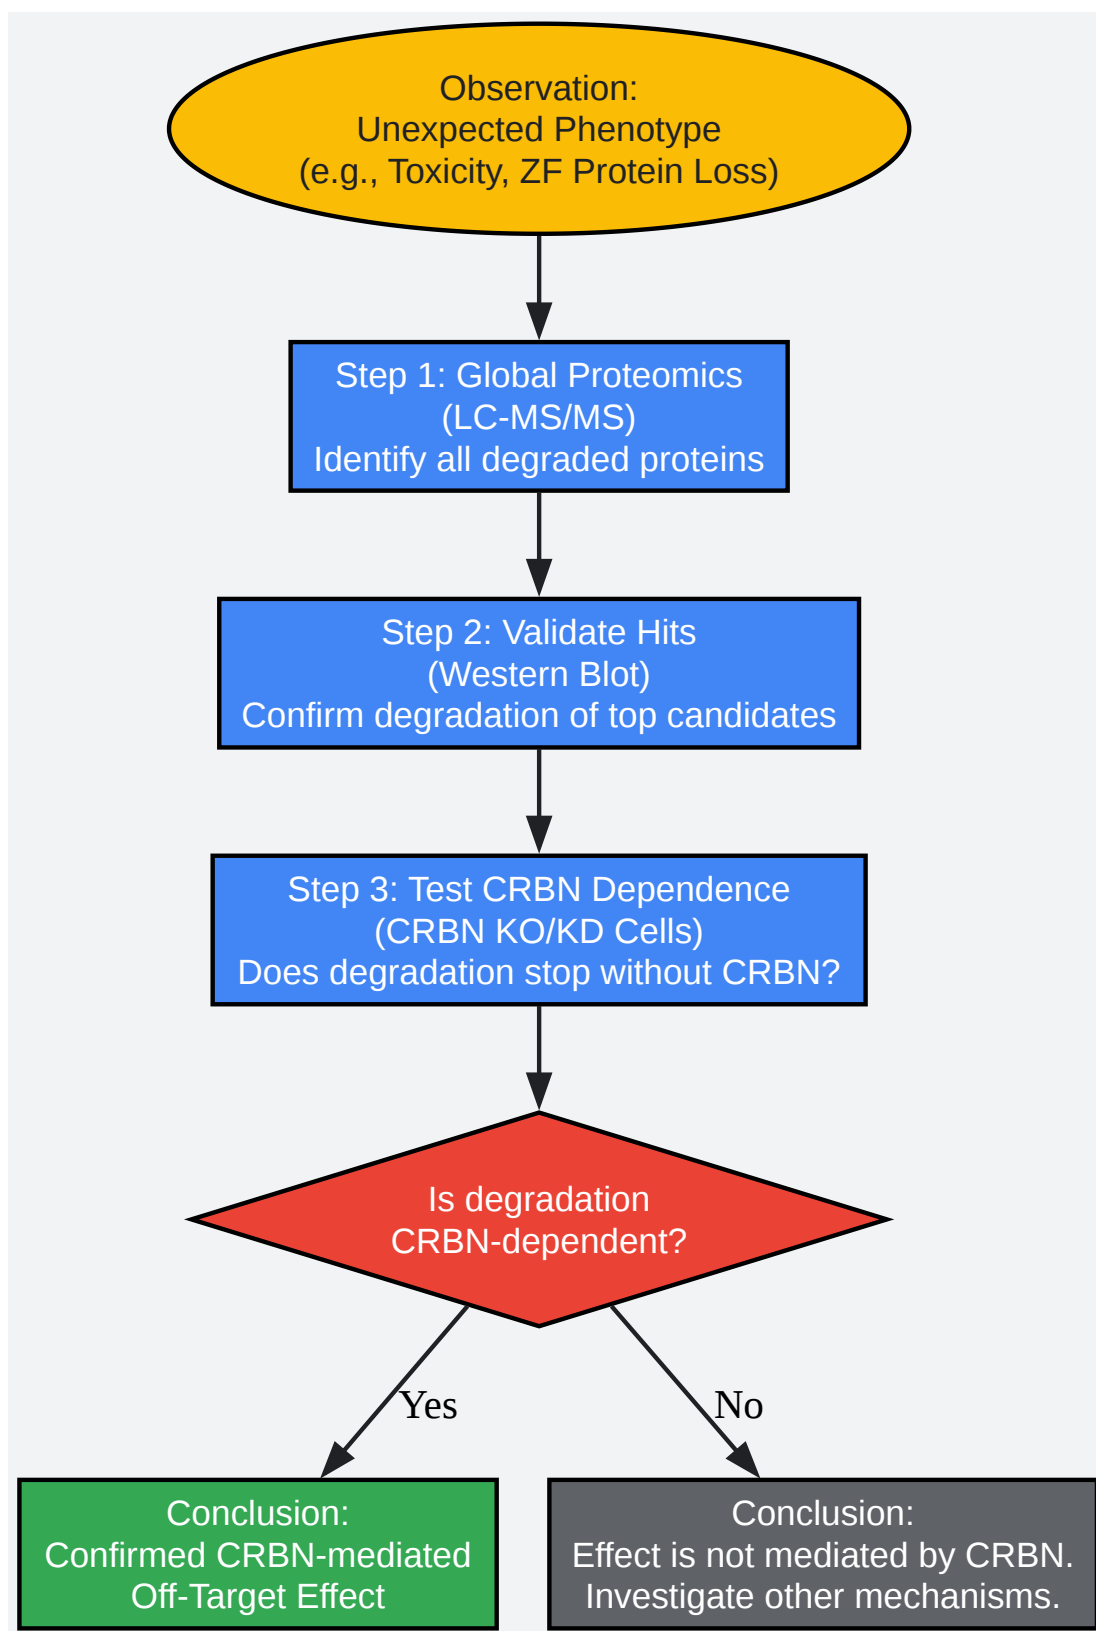 Observation:
Unexpected Phenotype
(e.g., Toxicity, ZF Protein Loss)
Step 1: Global Proteomics
(LC-MS/MS)
Identify all degraded proteins
Step 2: Validate Hits
(Western Blot)
Confirm degradation of top candidates
Step 3: Test CRBN Dependence
(CRBN KO/KD Cells)
Does degradation stop without CRBN?
Is degradation
CRBN-dependent?
Yes
No
Conclusion:
Confirmed CRBN-mediated
Off-Target Effect
Conclusion:
Effect is not mediated by CRBN.
Investigate other mechanisms.